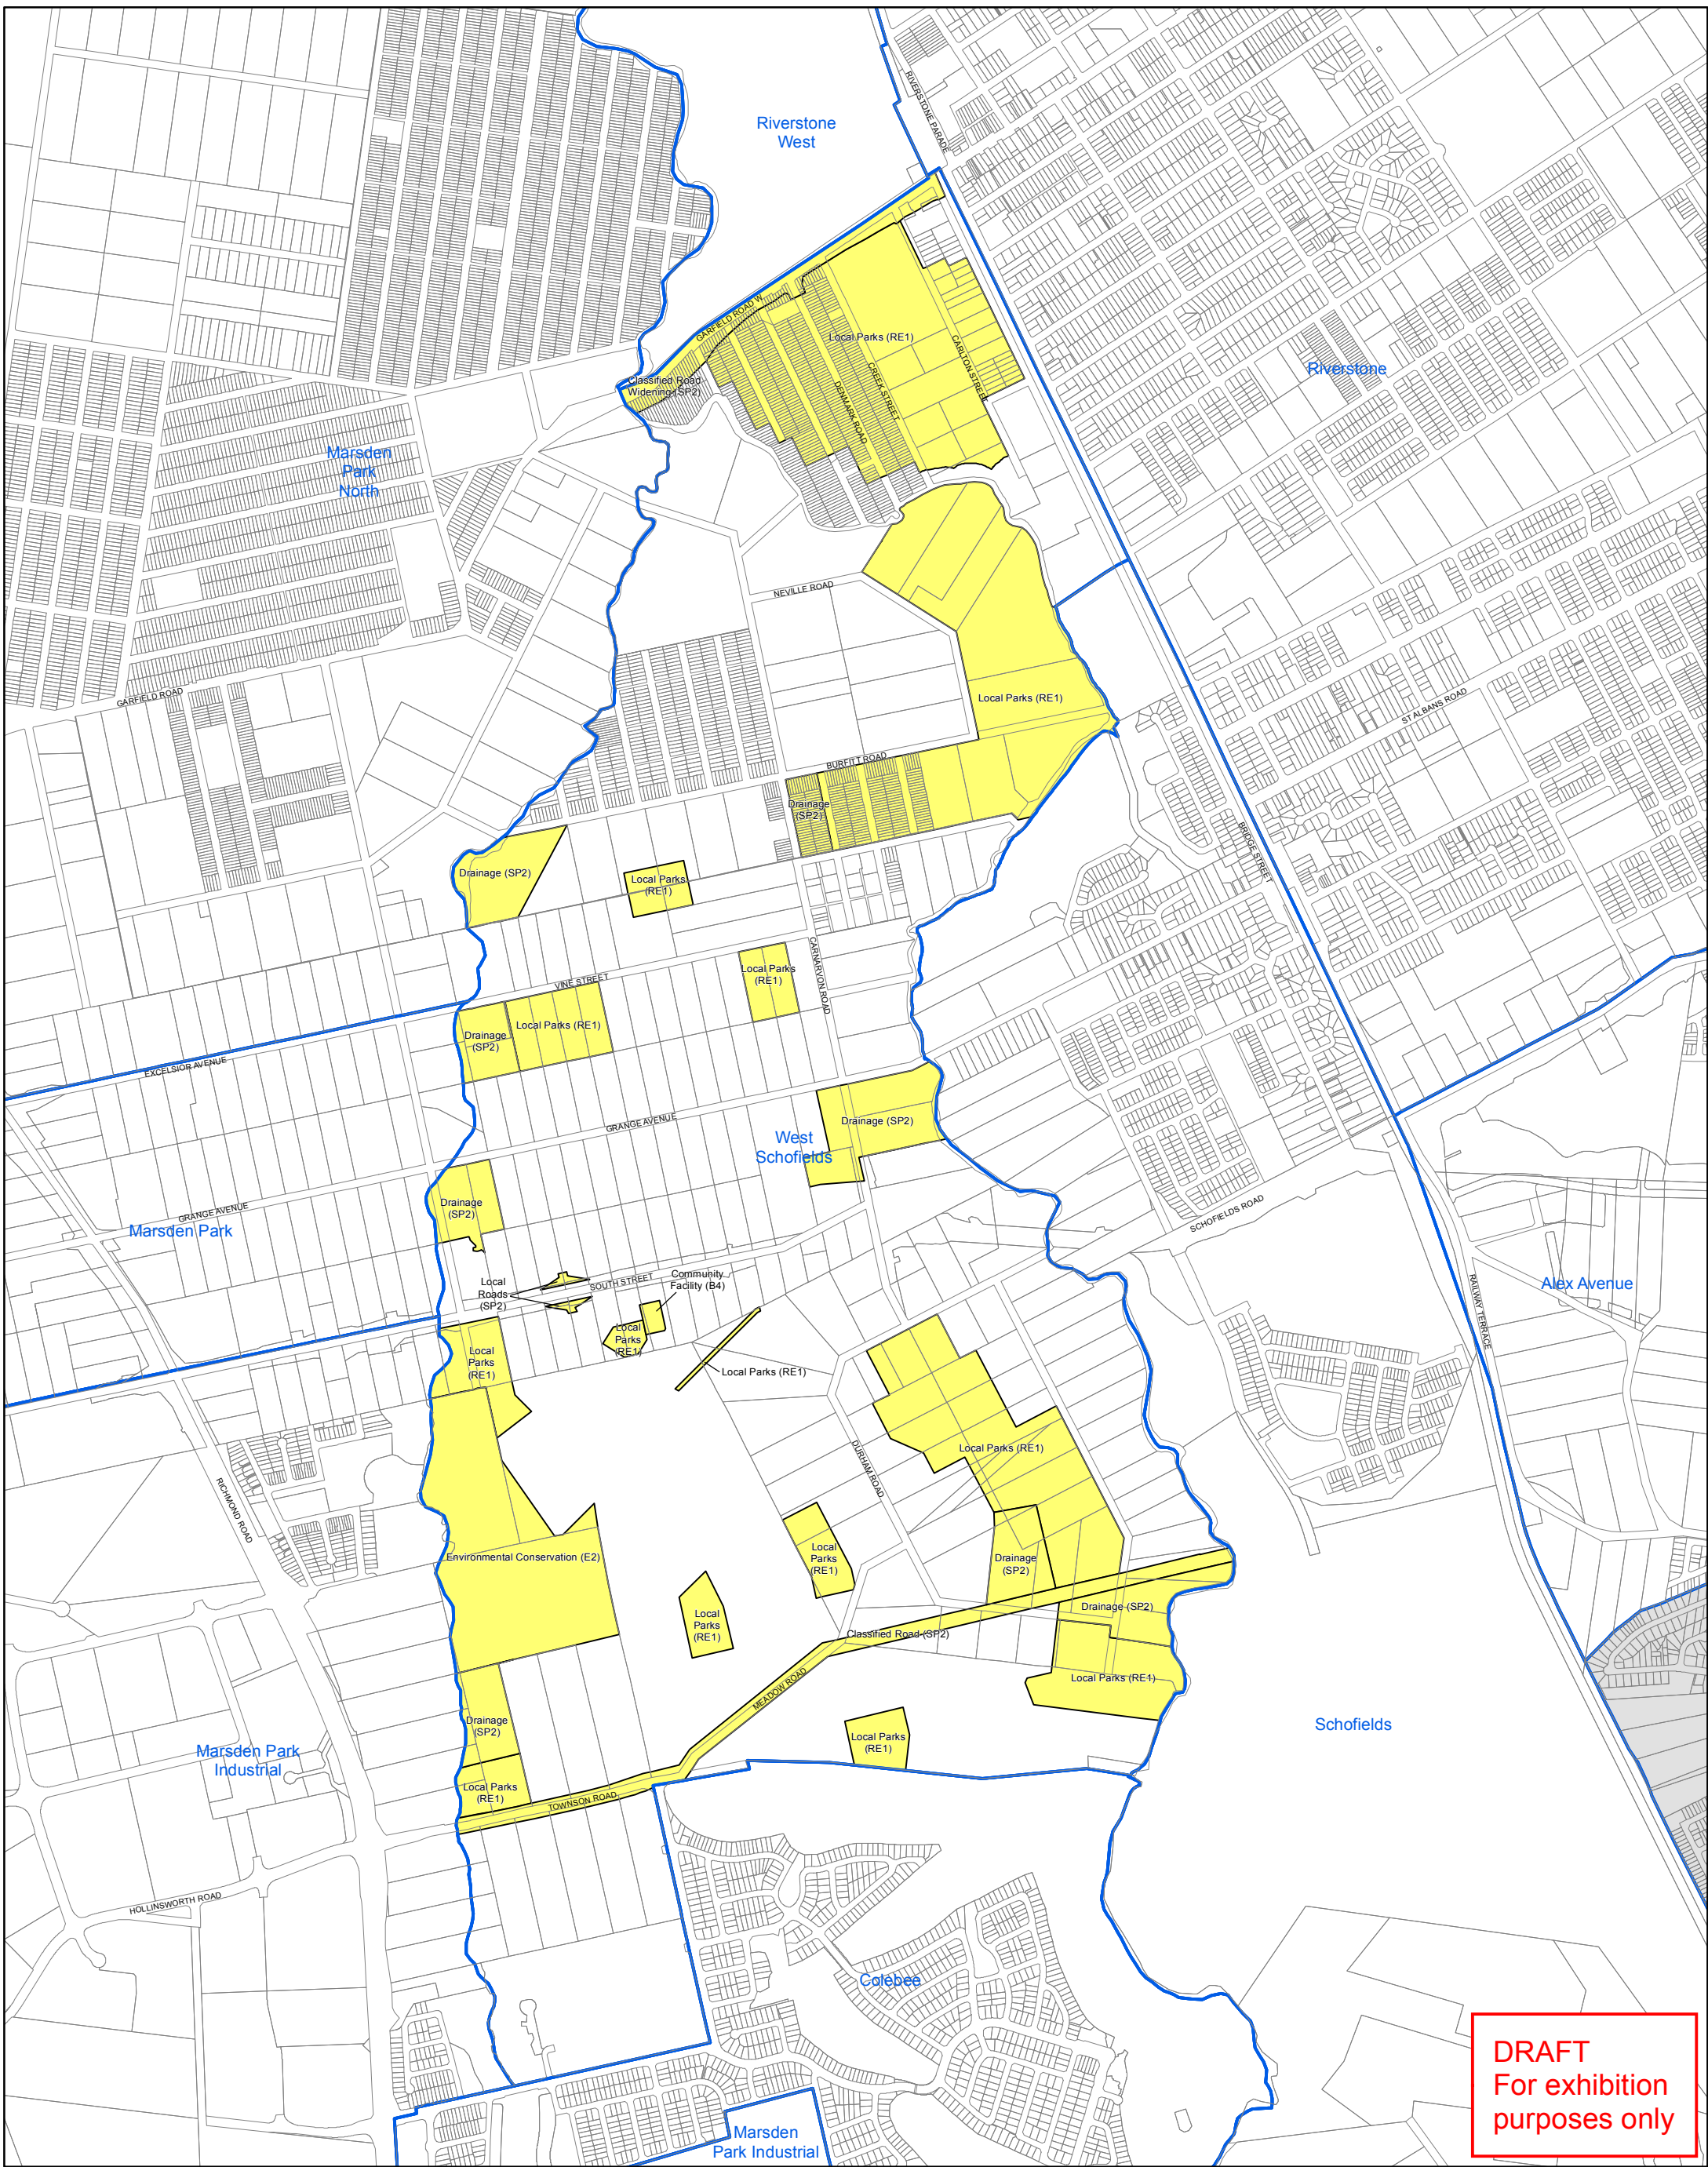 Riverstone
West
RIVERSTONE PARADE
GARFIELD ROAD W
Local Parks (RE1)
CARLTON STREET
Riverstone
Classified Road
Widening (SP2)
CREEK STREET
DENMARK ROAD
Marsden
Park
North
NEVILLE ROAD
GARFIELD ROAD
Local Parks (RE1)
ST ALBANS ROAD
BURFITT ROAD
Drainage
(SP2)
BRIDGE STREET
Drainage (SP2)
Local Parks
(RE1)
CARNARVON ROAD
Local Parks
(RE1)
VINE STREET
Drainage
(SP2)
Local Parks (RE1)
EXCELSIOR AVENUE
GRANGE AVENUE
Drainage (SP2)
West
Schofields
Drainage
(SP2)
GRANGE AVENUE
Marsden Park
SCHOFIELDS ROAD
Local
Roads
(SP2)
SOUTH STREET
Community
Facility (B4)
Alex Avenue
RAILWAY TERRACE
Local
Parks
(RE1)
Local
Parks
(RE1)
Local Parks (RE1)
Local Parks (RE1)
DURHAM ROAD
RICHMOND ROAD
Environmental Conservation (E2)
Local
Parks
(RE1)
Drainage
(SP2)
Drainage (SP2)
Local
Parks
(RE1)
Classified Road (SP2)
Local Parks (RE1)
MEADOW ROAD
Drainage
(SP2)
Schofields
Local Parks
(RE1)
Marsden Park
Industrial
Local Parks
(RE1)
TOWNSON ROAD
HOLLINSWORTH ROAD
Colebee
Marsden
Park Industrial
DRAFT
For exhibition
purposes only